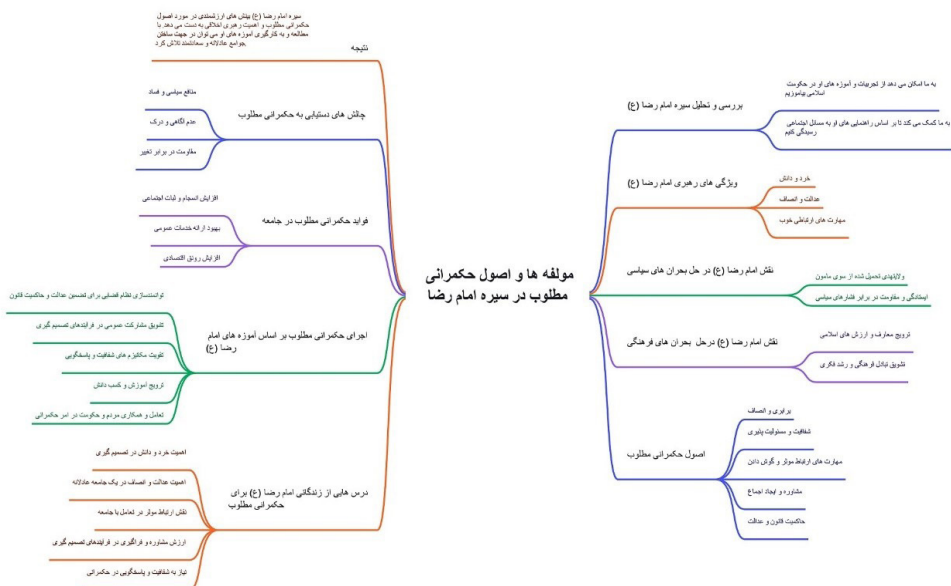 مولفه ها و اصول حکمرانی
مطلوب در سیره امام رضا
بررسی و تحلیل سیره امام رضا (ع)
به ما امکان می دهد از تجربیات و آموزه های او در حکومت
اسلامی بیاموزیم
به ما کمک می کند تا بر اساس راهنمایی های او به مسائل اجتماعی
رسیدگی کنیم
ویژگی های رهبری امام رضا (ع)
خرد و دانش
عدالت و انصاف
مهارت های ارتباطی خوب
نقش امام رضا (ع) در حل بحران های سیاسی
ولایتهدی تحمیل شده از سوی مامون
ایستادگی و مقاومت در برابر فشارهای سیاسی
نقش امام رضا (ع) درحل بحران های فرهنگی
ترویج معارف و ارزش های اسلامی
تشویق تبادل فرهنگی و رشد فکری
اصول حکمرانی مطلوب
برابری و انصاف
شفافیت و مسئولیت پذیری
مهارت های ارتباط موثر و گوش دادن
مشاوره و ایجاد اجماع
حاکمیت قانون و عدالت
نتیجه
سیره امام رضا (ع) بینش های ارزشمندی در مورد اصول
حکمرانی مطلوب و اهمیت رهبری اخلاقی به دست می دهد. با
مطالعه و به کارگیری آموزه های او می توان در جهت ساختن
جوامع عادلانه و سعادتمند تلاش کرد.
چالش های دستیابی به حکمرانی مطلوب
منافع سیاسی و فساد
عدم آگاهی و درک
مقاومت در برابر تغییر
فواید حکمرانی مطلوب در جامعه
افزایش انسجام و ثبات اجتماعی
بهبود ارائه خدمات عمومی
افزایش رونق اقتصادی
اجرای حکمرانی مطلوب بر اساس آموزه های امام
رضا (ع)
توانمندسازی نظام قضایی برای تضمین عدالت و حاکمیت قانون
تشویق مشارکت عمومی در فرآیندهای تصمیم گیری
تقویت مکانیزم های شفافیت و پاسخگویی
ترویج آموزش و کسب دانش
تعامل و همکاری مردم و حکومت در امر حکمرانی
درس هایی از زندگانی امام رضا (ع) برای
حکمرانی مطلوب
اهمیت خرد و دانش در تصمیم گیری
اهمیت عدالت و انصاف در یک جامعه عادلانه
نقش ارتباط موثر در تعامل با جامعه
ارزش مشاوره و فراگیری در فرآیندهای تصمیم گیری
نیاز به شفافیت و پاسخگویی در حکمرانی